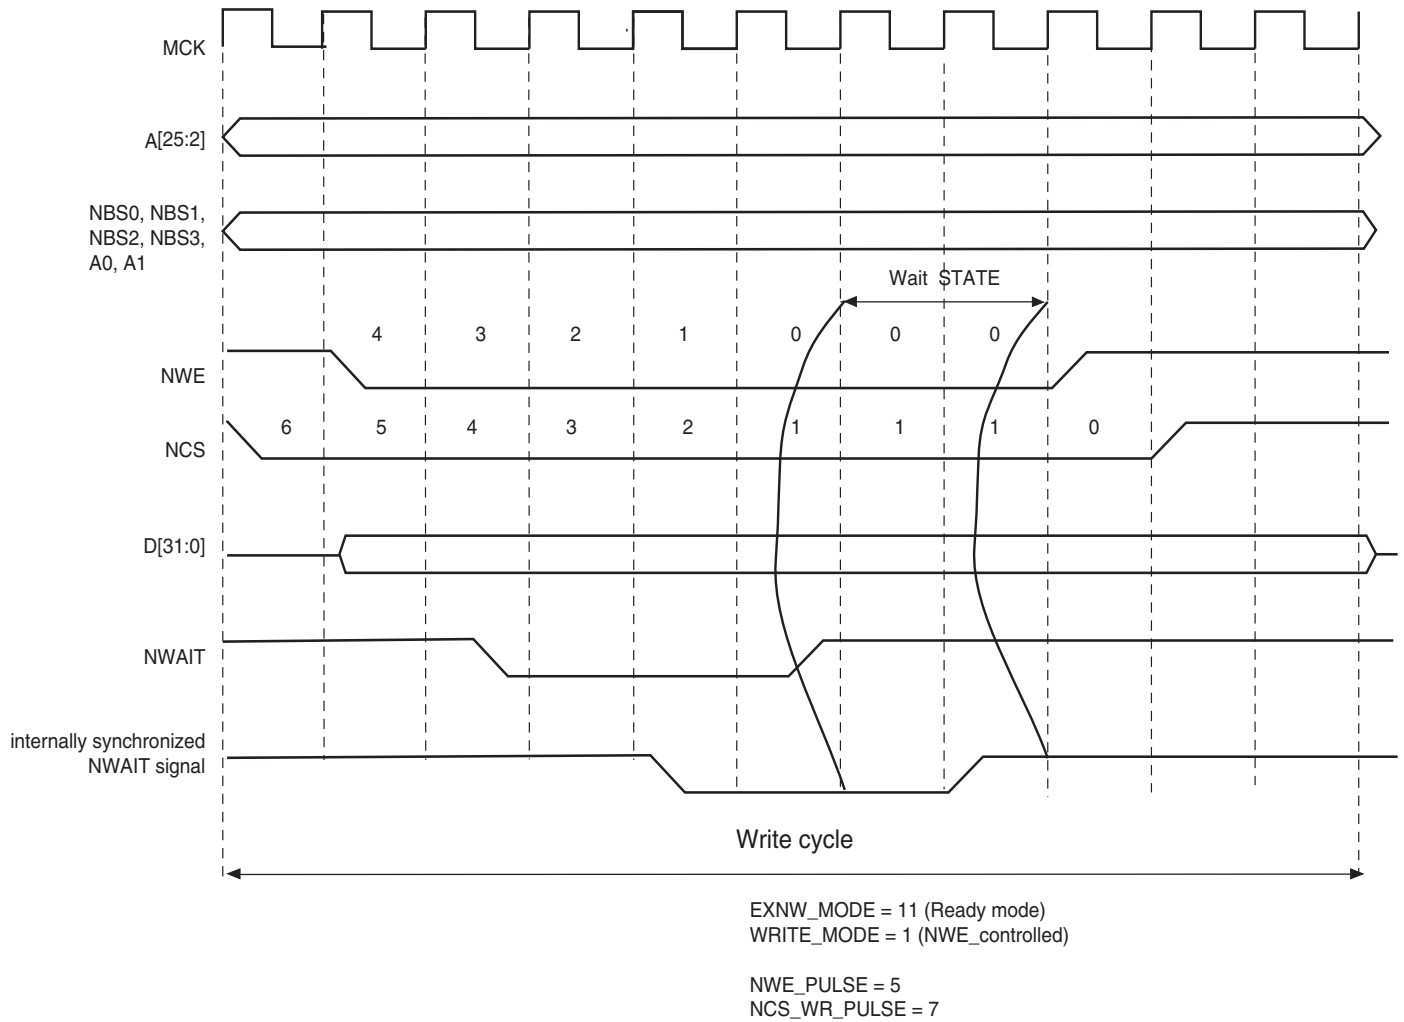 MCK
A[25:2]
NBS0, NBS1,
NBS2, NBS3,
A0, A1
Wait STATE
4 3 2 1 0 0 0
NWE
6 5 4 3 2 1 1 1 0
NCS
D[31:0]
NWAIT
internally synchronized
NWAIT signal
Write cycle
EXNW_MODE = 11 (Ready mode)
WRITE_MODE = 1 (NWE_controlled)
NWE_PULSE = 5
NCS_WR_PULSE = 7